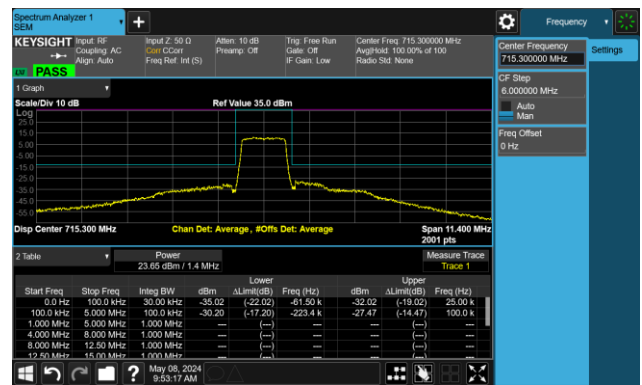 Spectrum Analyzer 1
SEM
+
Frequency
KEYSIGHT
Input: RF
Coupling: AC
Align: Auto
Input Z: 50 Ω
Corr CCorr
Freq Ref: Int (S)
Atten: 10 dB
Preamp: Off
Trig: Free Run
Gate: Off
IF Gain: Low
Center Freq: 715.300000 MHz
Avg|Hold: 100.00% of 100
Radio Std: None
PASS
Center Frequency
715.300000 MHz
Settings
CF Step
6.000000 MHz
Auto
Man
Freq Offset
0 Hz
1 Graph
Scale/Div 10 dB
Ref Value 35.0 dBm
Log
25.0
15.0
5.00
-5.00
-15.0
-25.0
-35.0
-45.0
-55.0
Disp Center 715.300 MHz
Chan Det: Average, #Offs Det: Average
Span 11.400 MHz
2001 pts
2 Table
Power
23.65 dBm / 1.4 MHz
Measure Trace
Trace 1
Lower Upper
Start Freq Stop Freq Integ BW dBm ΔLimit(dB) Freq (Hz) dBm ΔLimit(dB) Freq (Hz)
0.0 Hz 100.0 kHz 30.00 kHz -35.02 (-22.02) -61.50 k -32.02 (-19.02) 25.00 k
100.0 kHz 5.000 MHz 100.0 kHz -30.20 (-17.20) -223.4 k -27.47 (-14.47) 100.0 k
1.000 MHz 5.000 MHz 1.000 MHz --- (---) --- --- (---) ---
4.000 MHz 8.000 MHz 1.000 MHz --- (---) --- --- (---) ---
8.000 MHz 12.50 MHz 1.000 MHz --- (---) --- --- (---) ---
12.50 MHz 15.00 MHz 1.000 MHz --- (---) --- --- (---) ---
?
May 08, 2024
9:53:17 AM